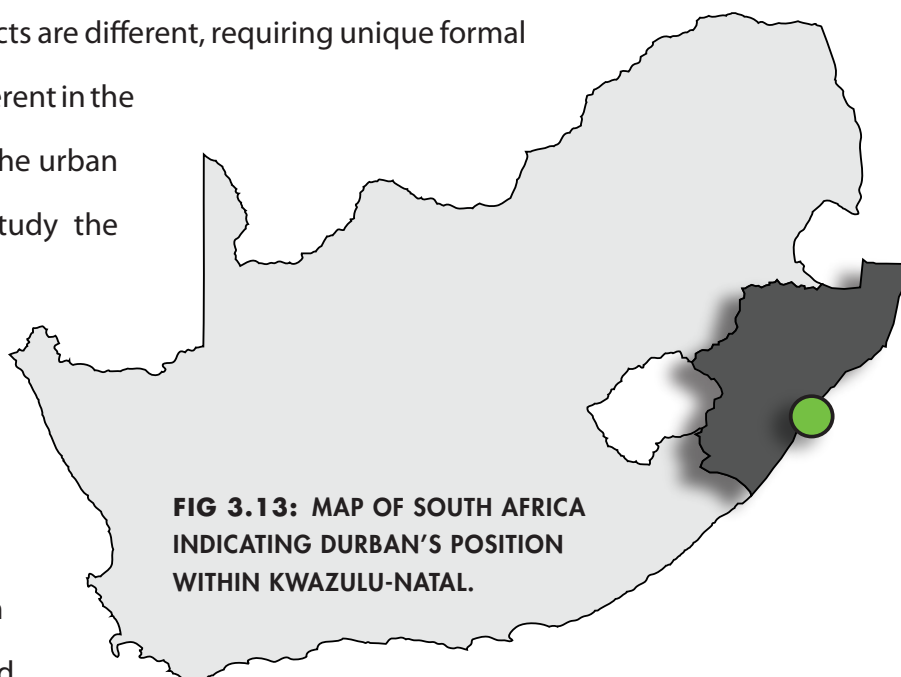 cts are different, requiring unique formal
erent in the
he urban
tudy the
FIG 3.13: MAP OF SOUTH AFRICA
INDICATING DURBAN'S POSITION
WITHIN KWAZULU-NATAL.